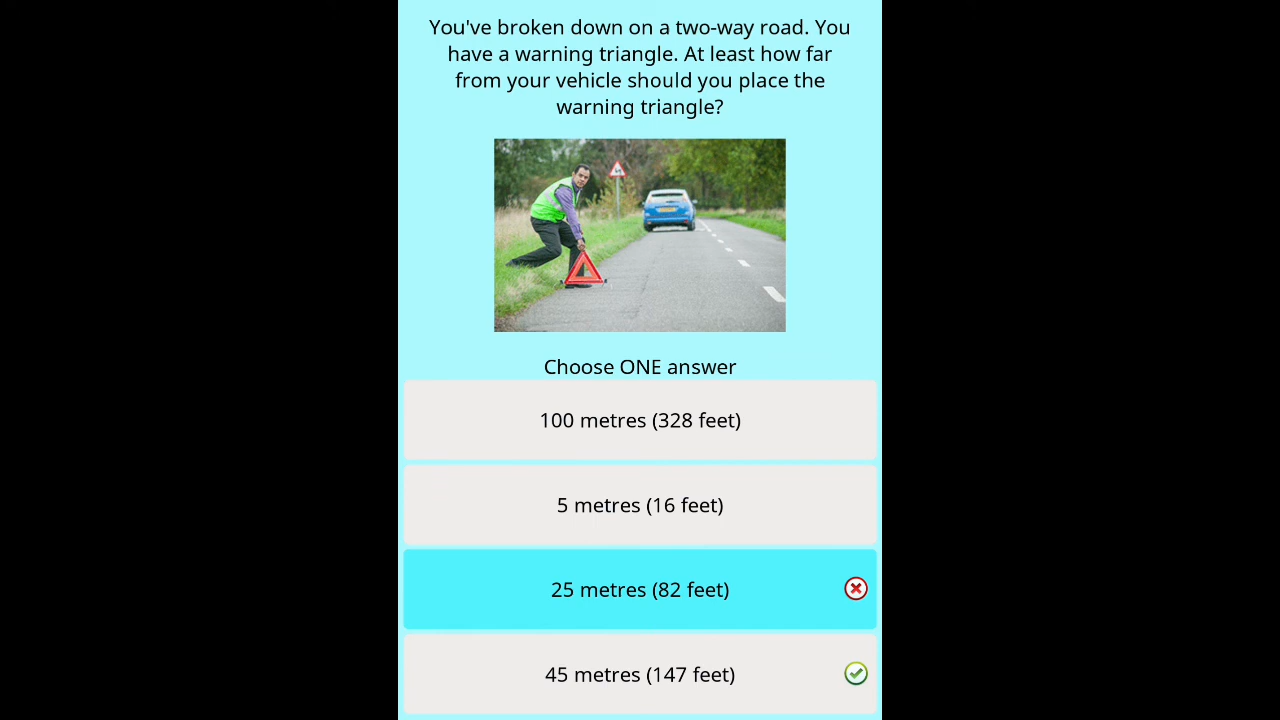 You've broken down on a two-way road. You
have a warning triangle. At least how far
from your vehicle should you place the
warning triangle?
Choose ONE answer
100 metres (328 feet)
5 metres (16 feet)
25 metres (82 feet)
45 metres (147 feet)